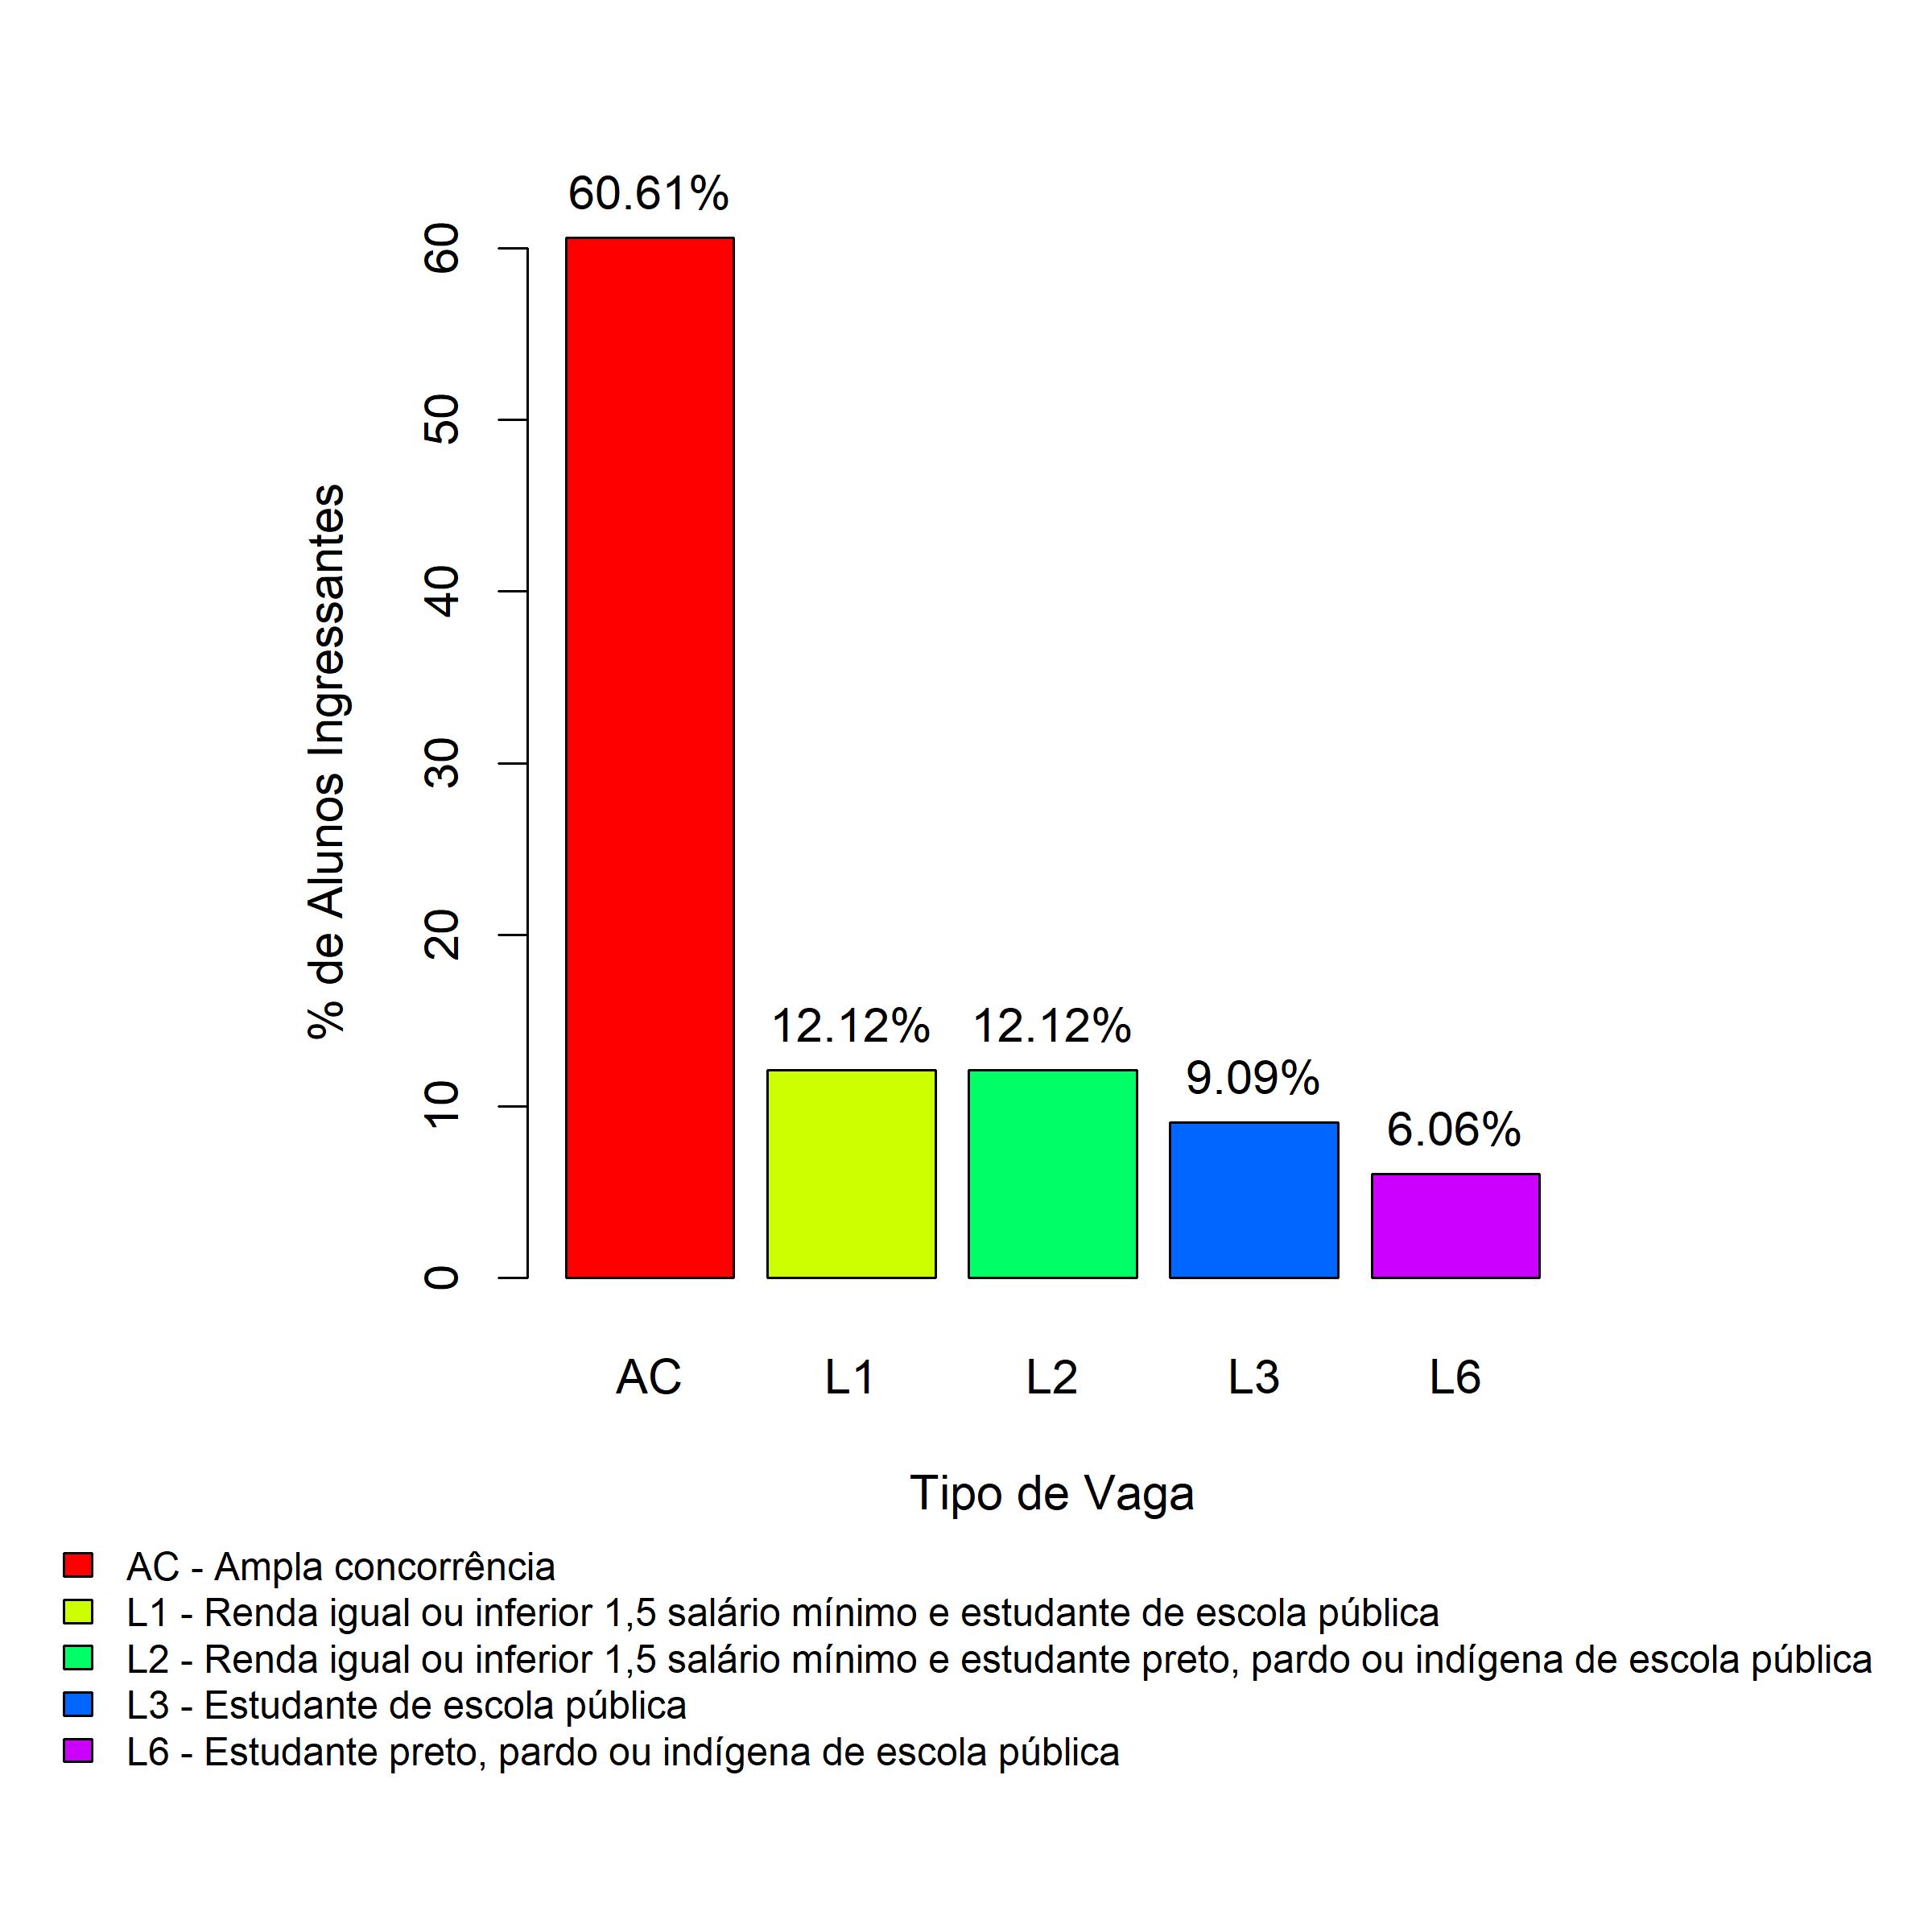 60.61%
60
50
40
30
20
10
0
% de Alunos Ingressantes
12.12%
12.12%
9.09%
6.06%
AC
L1
L2
L3
L6
Tipo de Vaga
AC - Ampla concorrência
L1 - Renda igual ou inferior 1,5 salário mínimo e estudante de escola pública
L2 - Renda igual ou inferior 1,5 salário mínimo e estudante preto, pardo ou indígena de escola pública
L3 - Estudante de escola pública
L6 - Estudante preto, pardo ou indígena de escola pública